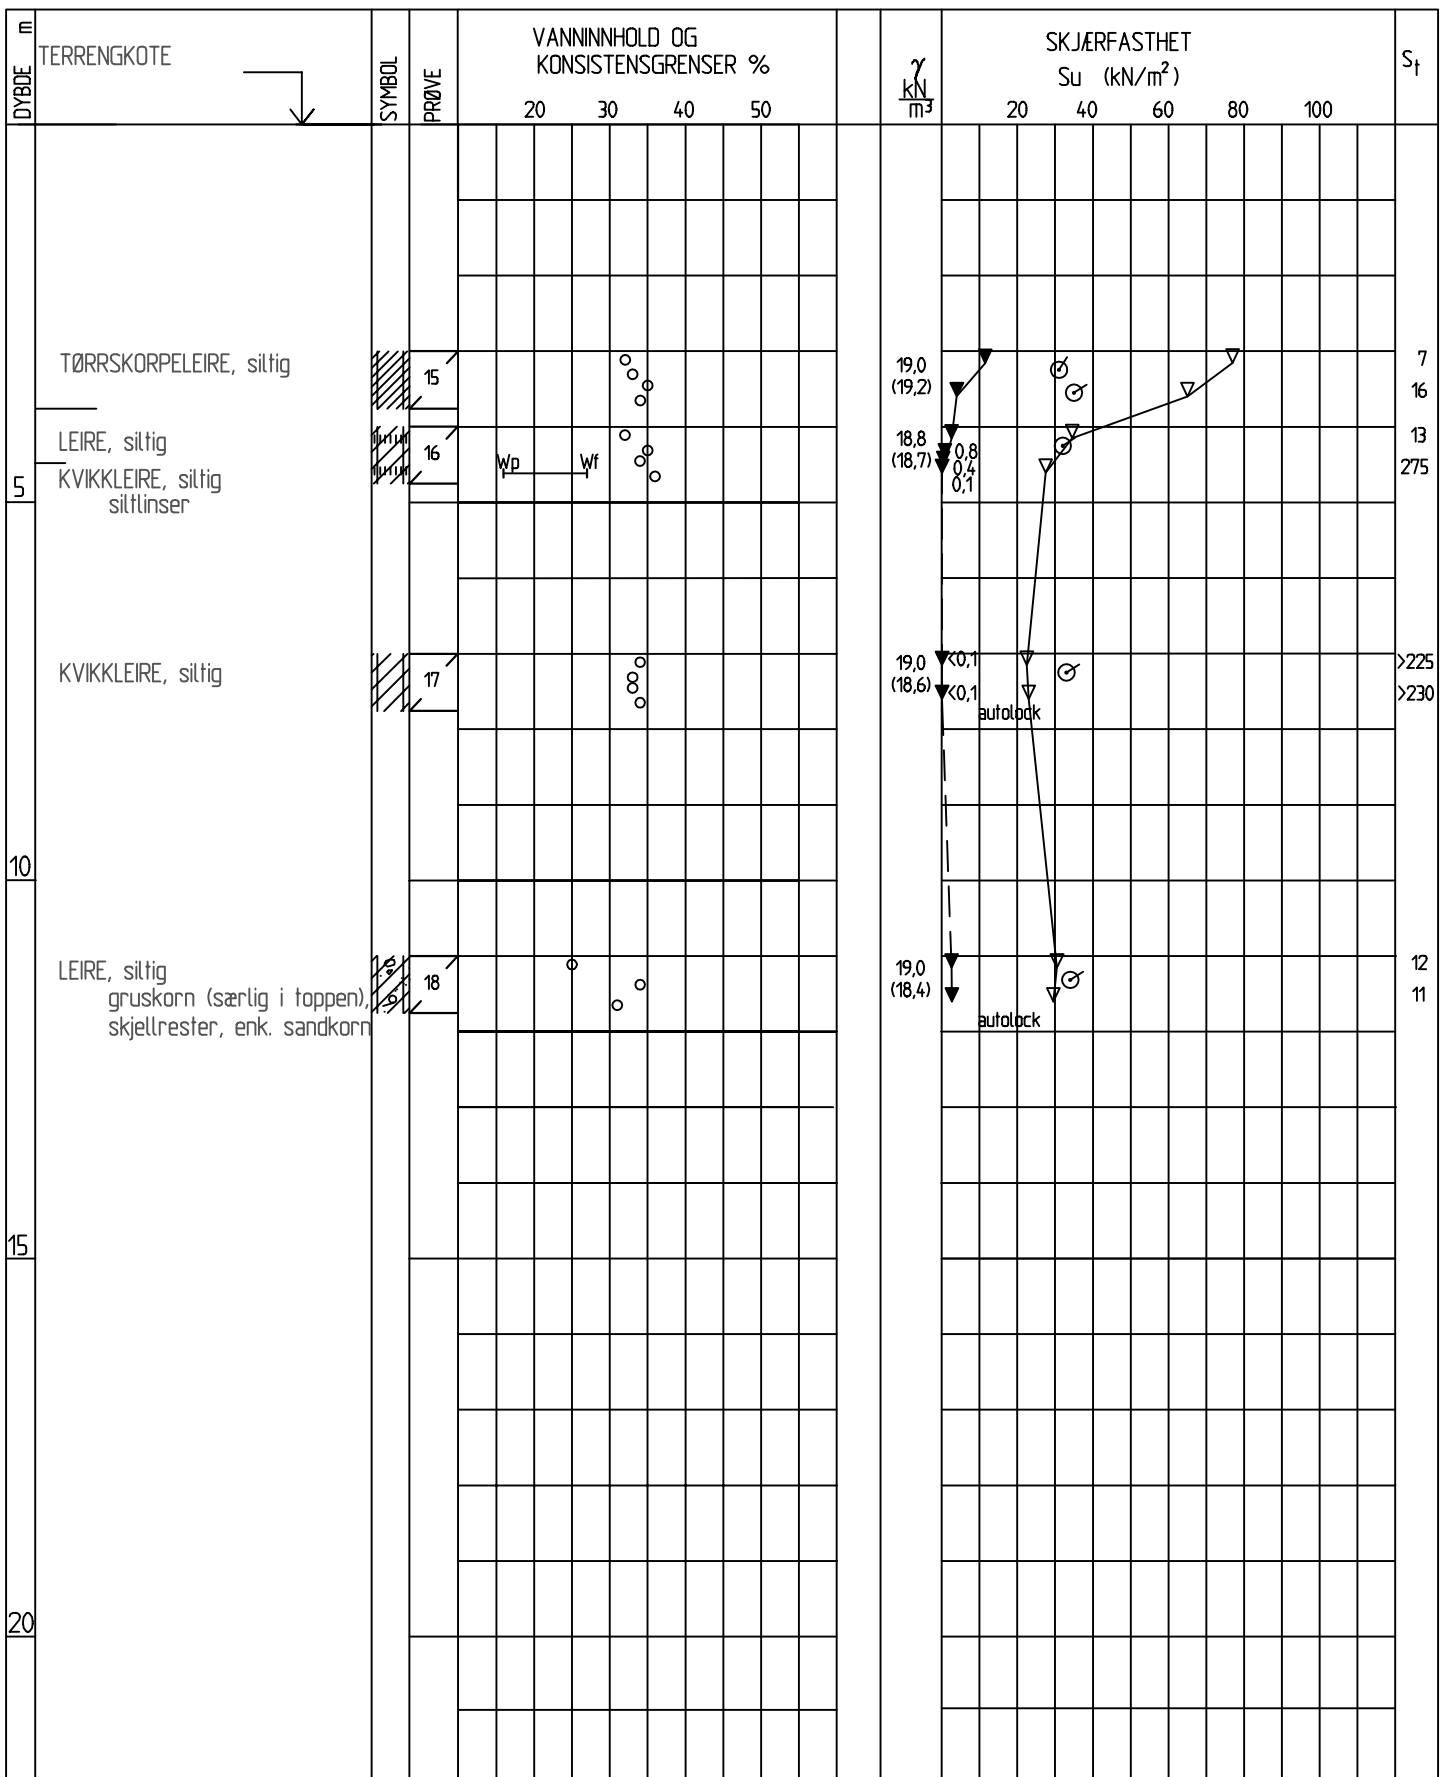 DYBDE m
TERRENGKOTE
SYMBOL
PRØVE
VANNINNHOLD OG
KONSISTENSGRENSER %
20 30 40 50
γ
kN
m³
SKJÆRFASTHET
Su (kN/m²)
20 40 60 80 100
St
TØRRSKORPELEIRE, siltig
15
19,0
(19,2)
7
16
LEIRE, siltig
16
18,8
(18,7)
0,8
0,4
0,1
13
275
Wp Wf
KVIKKLEIRE, siltig
siltlinser
5
KVIKKLEIRE, siltig
17
19,0
(18,6)
<0,1
<0,1
autolock
>225
>230
10
LEIRE, siltig
gruskorn (særlig i toppen),
skjellrester, enk. sandkorn
18
19,0
(18,4)
autolock
12
11
15
20